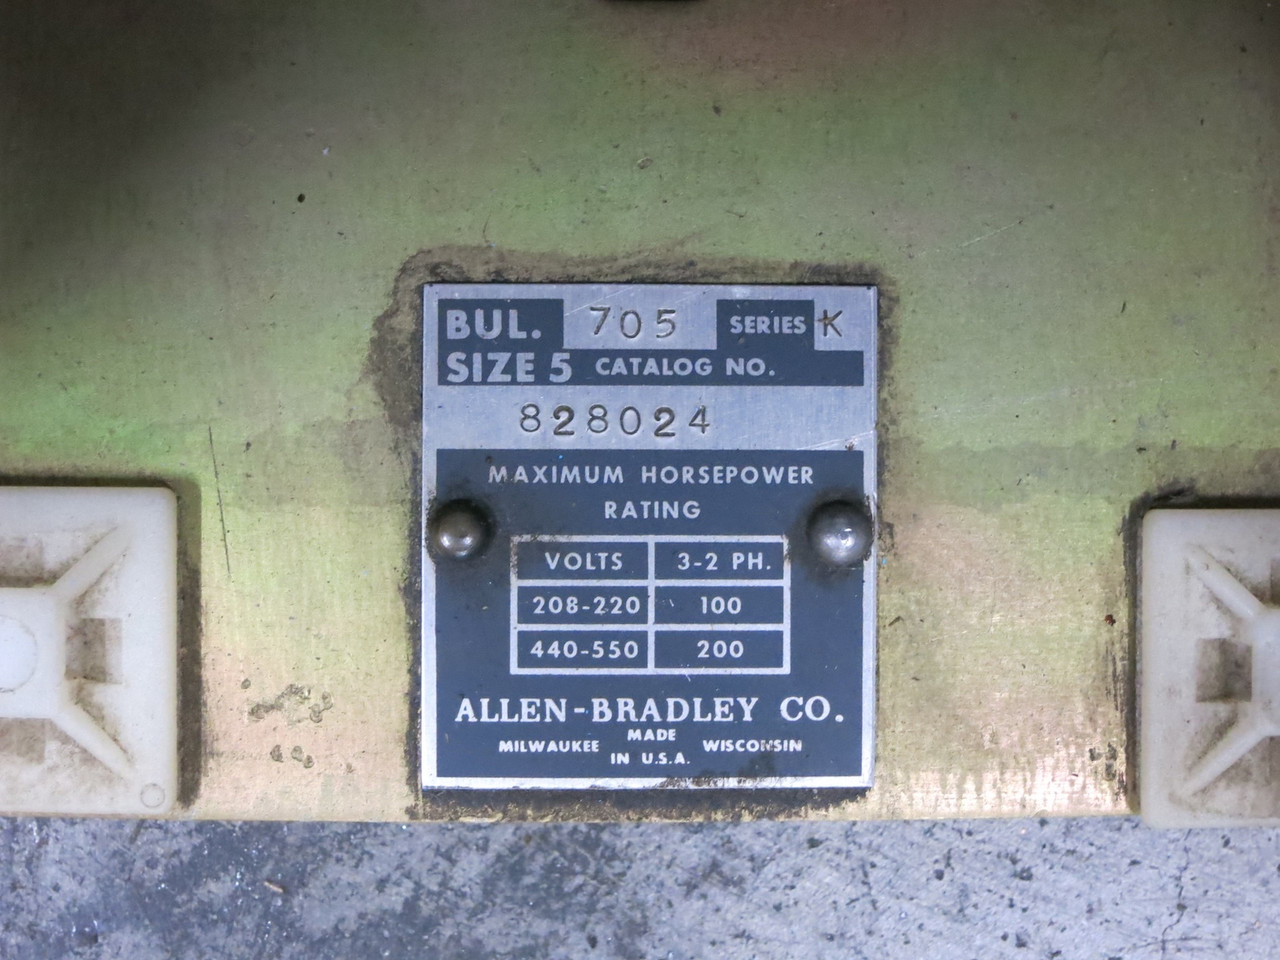 BUL. 705 SERIES K
SIZE 5 CATALOG NO.
828024
MAXIMUM HORSEPOWER
RATING
VOLTS 3-2 PH.
208-220 100
440-550 200
ALLEN-BRADLEY CO.
MADE
MILWAUKEE WISCONSIN
IN U.S.A.